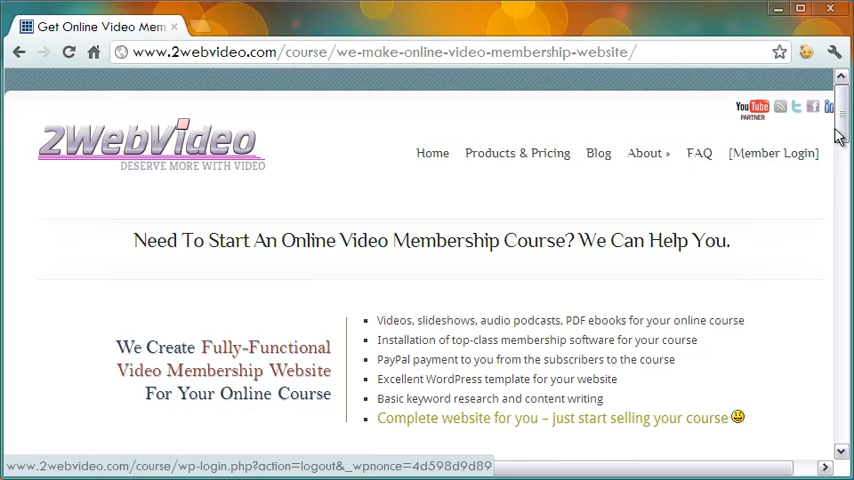 Get Online Video Mem
www.2webvideo.com/course/we-make-online-video-membership-website/
You Tube
PARTNER
in
2WebVideo
DESERVE MORE WITH VIDEO
Home Products & Pricing Blog About » FAQ [Member Login]
Need To Start An Online Video Membership Course? We Can Help You.
We Create Fully-Functional
Video Membership Website
For Your Online Course
Videos, slideshows, audio podcasts, PDF ebooks for your online course
Installation of top-class membership software for your course
PayPal payment to you from the subscribers to the course
Excellent WordPress template for your website
Basic keyword research and content writing
Complete website for you – just start selling your course
www.2webvideo.com/course/wp-login.php?action=logout&_wpnonce=4d598d9d89